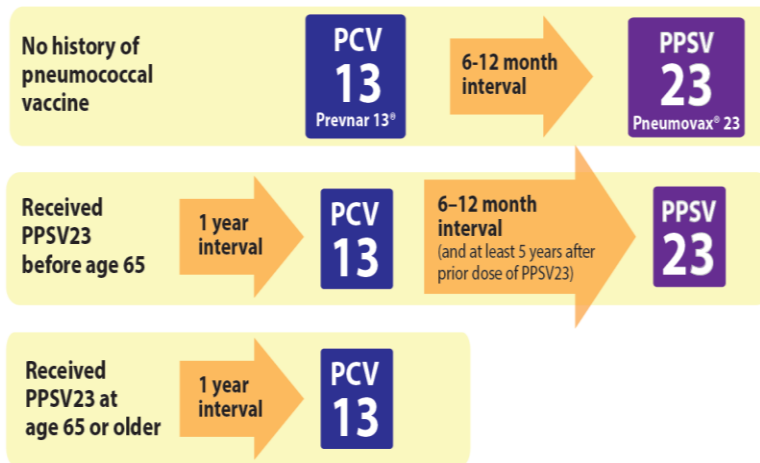 No history of
pneumococcal
vaccine
PCV
13
Prevnar 13®
6-12 month
interval
PPSV
23
Pneumovax® 23
Received
PPSV23
before age 65
1 year
interval
PCV
13
6–12 month
interval
(and at least 5 years after
prior dose of PPSV23)
PPSV
23
Received
PPSV23 at
age 65 or older
1 year
interval
PCV
13